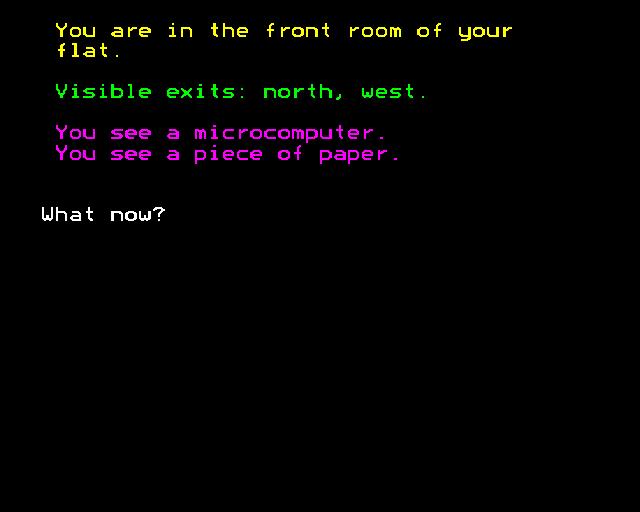 You are in the front room of your
flat.
Visible exits: north, west.
You see a microcomputer.
You see a piece of paper.
What now?